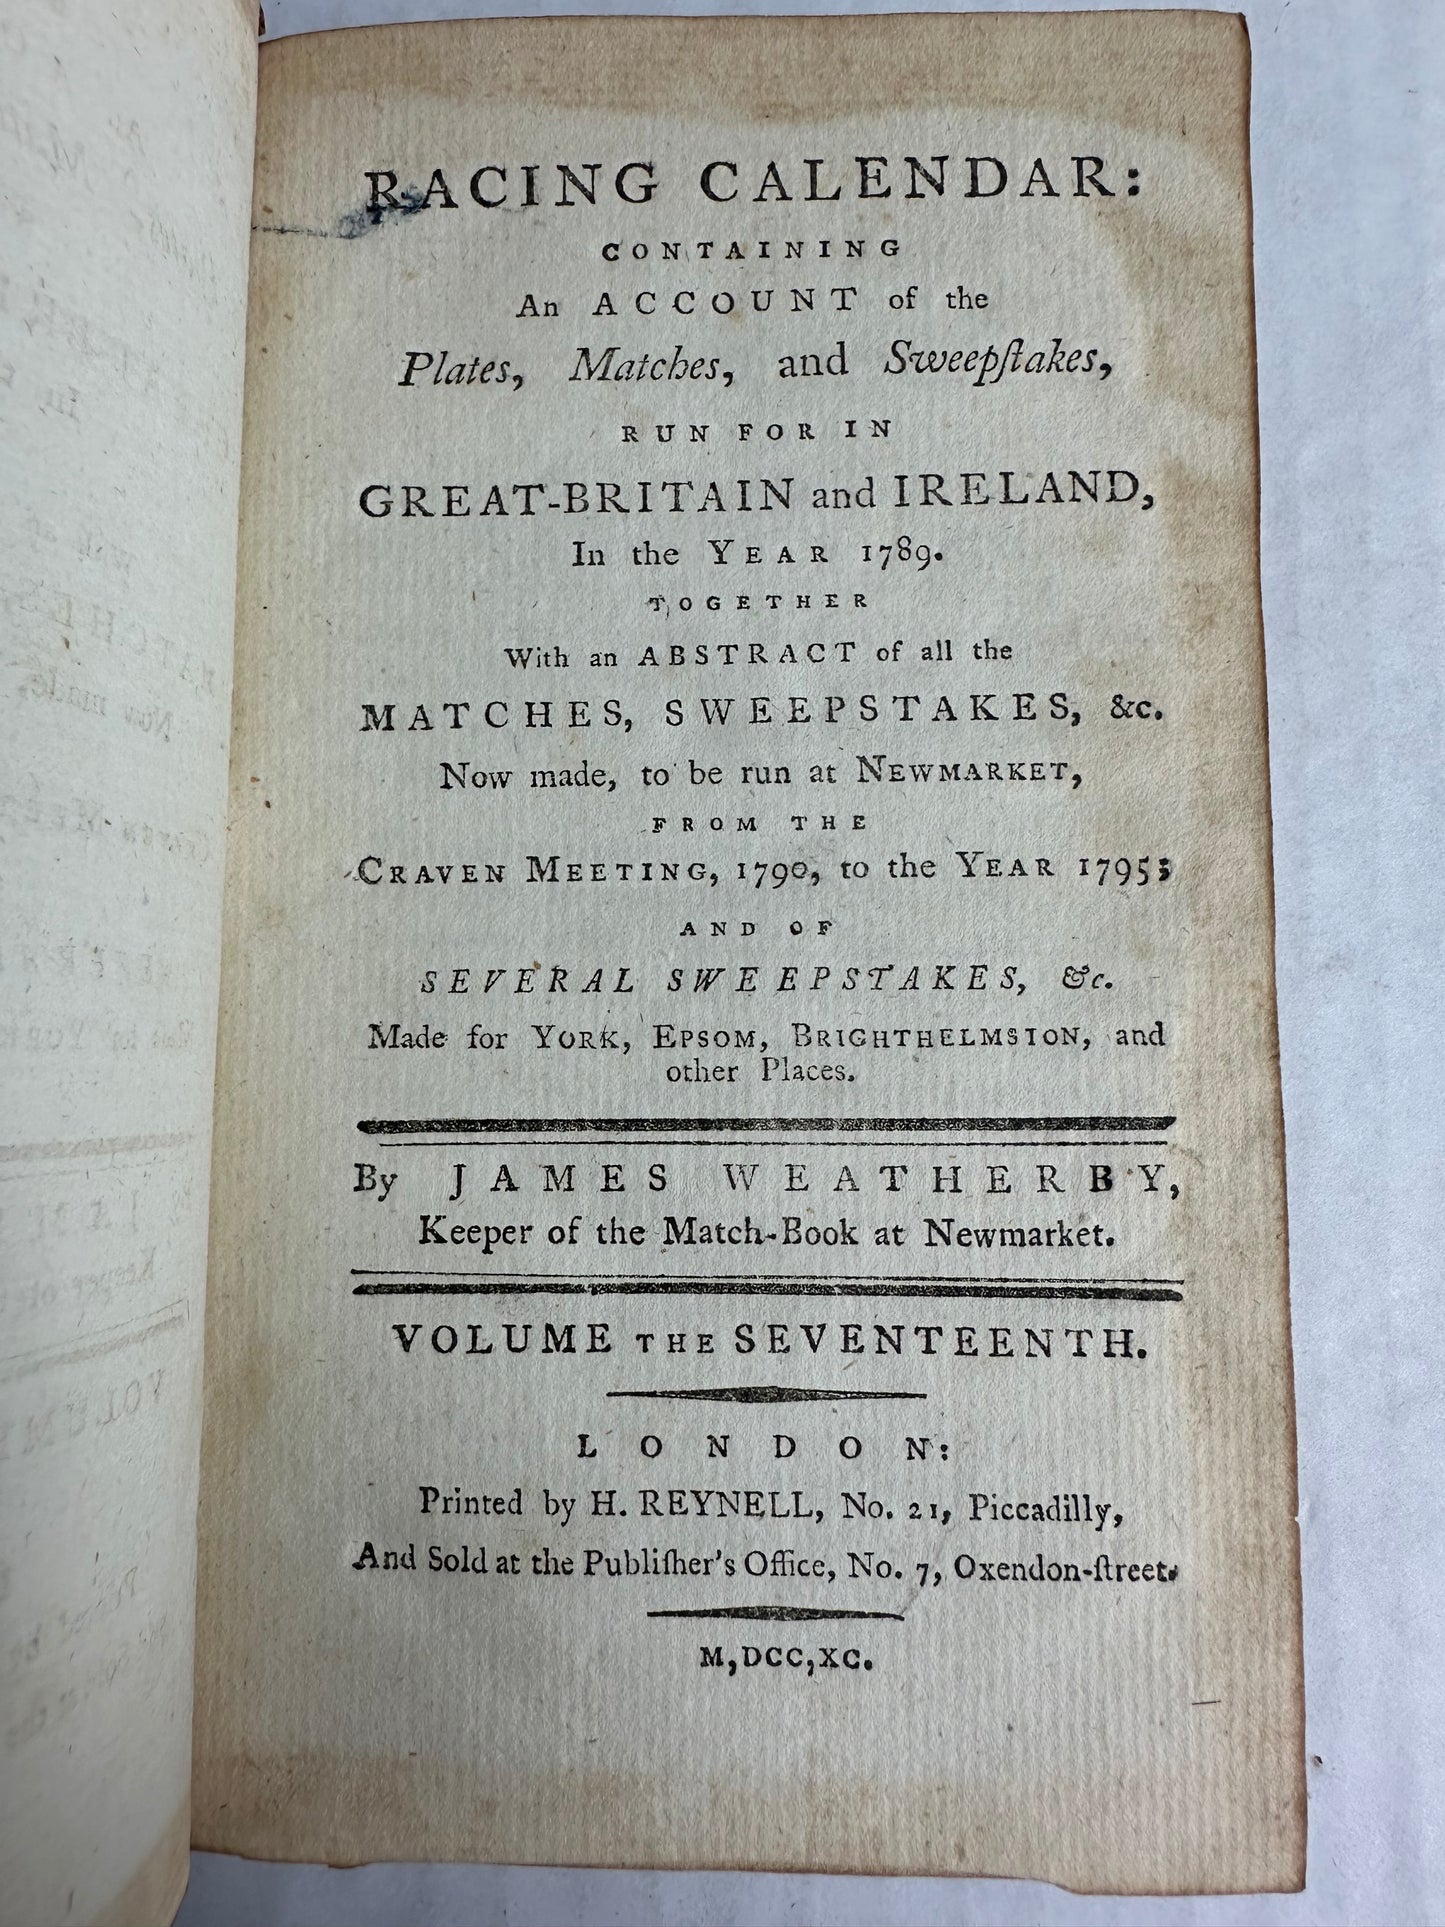 RACING CALENDAR:
CONTAINING
An ACCOUNT of the
Plates, Matches, and Sweepſtakes,
RUN FOR IN
GREAT-BRITAIN and IRELAND,
In the YEAR 1789.
TOGETHER
With an ABSTRACT of all the
MATCHES, SWEEPSTAKES, &c.
Now made, to be run at NEWMARKET,
FROM THE
CRAVEN MEETING, 1790, to the YEAR 1795;
AND OF
SEVERAL SWEEPSTAKES, &c.
Made for YORK, EPSOM, BRIGHTHELMSTON, and
other Places.
By JAMES WEATHERBY,
Keeper of the Match-Book at Newmarket.
VOLUME THE SEVENTEENTH.
LONDON:
Printed by H. REYNELL, No. 21, Piccadilly,
And Sold at the Publiſher's Office, No. 7, Oxendon-ſtreet.
M,DCC,XC.